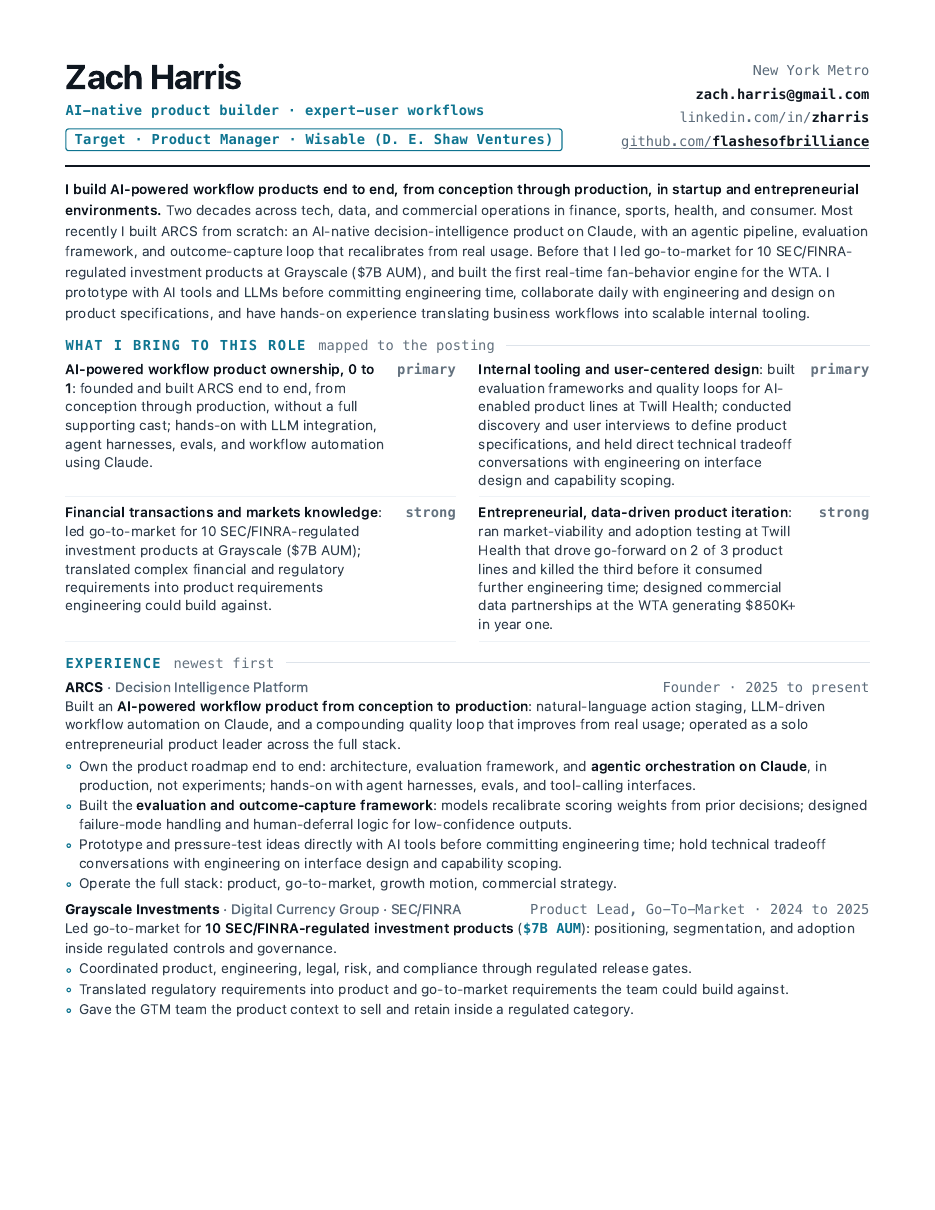 Zach Harris
AI-native product builder · expert-user workflows
Target · Product Manager · Wisable (D. E. Shaw Ventures)
New York Metro
zach.harris@gmail.com
linkedin.com/in/zharris
github.com/flashesofbrilliance
I build AI-powered workflow products end to end, from conception through production, in startup and entrepreneurial
environments. Two decades across tech, data, and commercial operations in finance, sports, health, and consumer. Most
recently I built ARCS from scratch: an AI-native decision-intelligence product on Claude, with an agentic pipeline, evaluation
framework, and outcome-capture loop that recalibrates from real usage. Before that I led go-to-market for 10 SEC/FINRA-
regulated investment products at Grayscale ($7B AUM), and built the first real-time fan-behavior engine for the WTA. I
prototype with AI tools and LLMs before committing engineering time, collaborate daily with engineering and design on
product specifications, and have hands-on experience translating business workflows into scalable internal tooling.
WHAT I BRING TO THIS ROLE mapped to the posting
AI-powered workflow product ownership, 0 to primary
1: founded and built ARCS end to end, from
conception through production, without a full
supporting cast; hands-on with LLM integration,
agent harnesses, evals, and workflow automation
using Claude.
Internal tooling and user-centered design: built primary
evaluation frameworks and quality loops for AI-
enabled product lines at Twill Health; conducted
discovery and user interviews to define product
specifications, and held direct technical tradeoff
conversations with engineering on interface
design and capability scoping.
Financial transactions and markets knowledge: strong
led go-to-market for 10 SEC/FINRA-regulated
investment products at Grayscale ($7B AUM);
translated complex financial and regulatory
requirements into product requirements
engineering could build against.
Entrepreneurial, data-driven product iteration: strong
ran market-viability and adoption testing at Twill
Health that drove go-forward on 2 of 3 product
lines and killed the third before it consumed
further engineering time; designed commercial
data partnerships at the WTA generating $850K+
in year one.
EXPERIENCE newest first
ARCS · Decision Intelligence Platform Founder · 2025 to present
Built an AI-powered workflow product from conception to production: natural-language action staging, LLM-driven
workflow automation on Claude, and a compounding quality loop that improves from real usage; operated as a solo
entrepreneurial product leader across the full stack.
Own the product roadmap end to end: architecture, evaluation framework, and agentic orchestration on Claude, in
production, not experiments; hands-on with agent harnesses, evals, and tool-calling interfaces.
Built the evaluation and outcome-capture framework: models recalibrate scoring weights from prior decisions; designed
failure-mode handling and human-deferral logic for low-confidence outputs.
Prototype and pressure-test ideas directly with AI tools before committing engineering time; hold technical tradeoff
conversations with engineering on interface design and capability scoping.
Operate the full stack: product, go-to-market, growth motion, commercial strategy.
Grayscale Investments · Digital Currency Group · SEC/FINRA Product Lead, Go-To-Market · 2024 to 2025
Led go-to-market for 10 SEC/FINRA-regulated investment products ($7B AUM): positioning, segmentation, and adoption
inside regulated controls and governance.
Coordinated product, engineering, legal, risk, and compliance through regulated release gates.
Translated regulatory requirements into product and go-to-market requirements the team could build against.
Gave the GTM team the product context to sell and retain inside a regulated category.